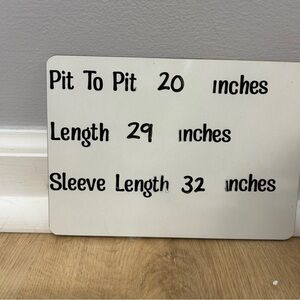 Pit To Pit 20 inches
Length 29 inches
Sleeve Length 32 inches